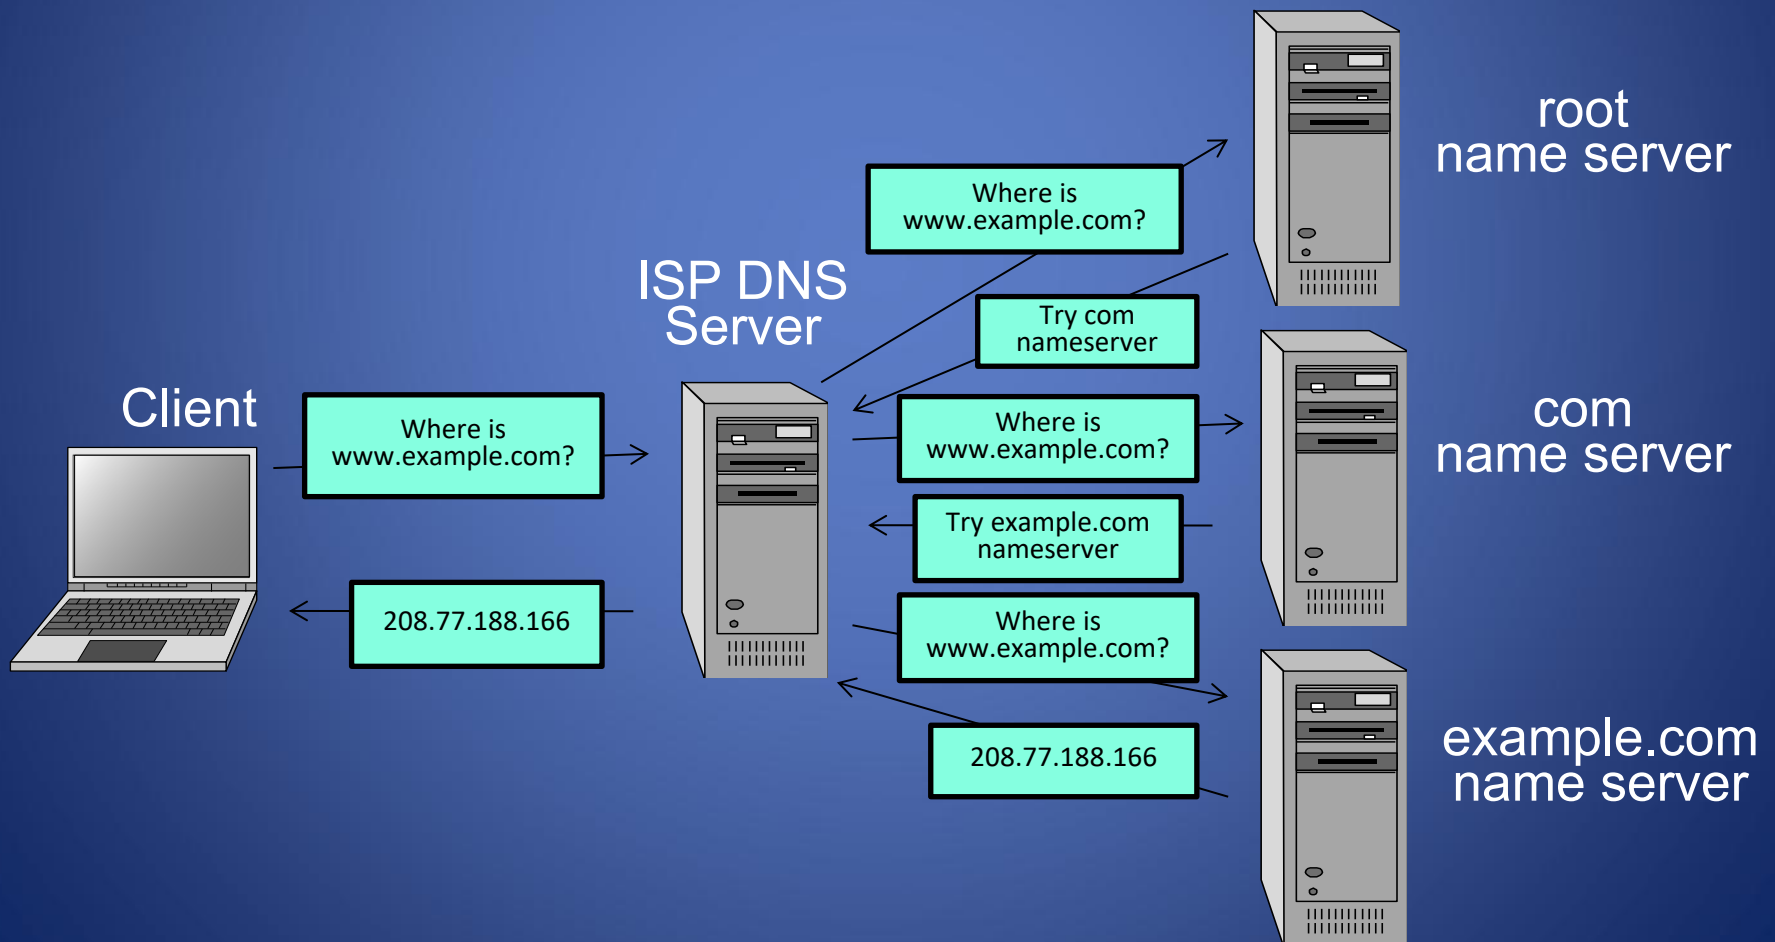 root
name server
Where is
www.example.com?
ISP DNS
Server
Try com
nameserver
Client
Where is
www.example.com?
Where is
www.example.com?
com
name server
Try example.com
nameserver
208.77.188.166
Where is
www.example.com?
208.77.188.166
example.com
name server